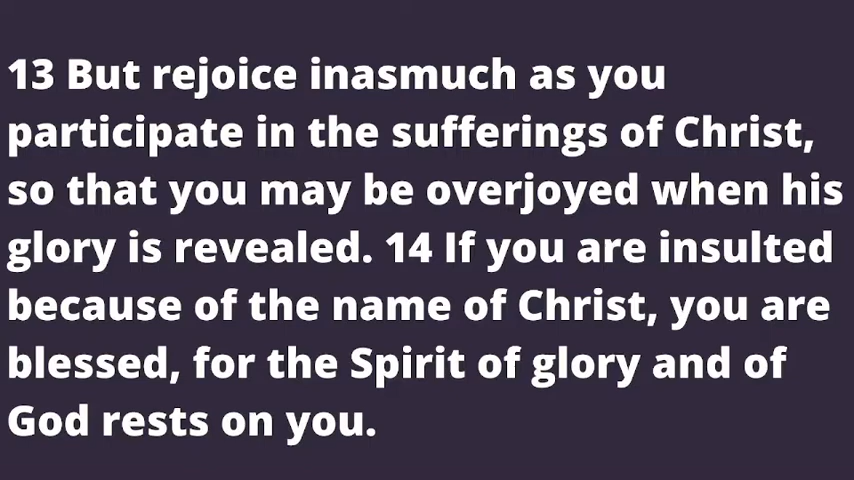 13 But rejoice inasmuch as you
participate in the sufferings of Christ,
so that you may be overjoyed when his
glory is revealed. 14 If you are insulted
because of the name of Christ, you are
blessed, for the Spirit of glory and of
God rests on you.